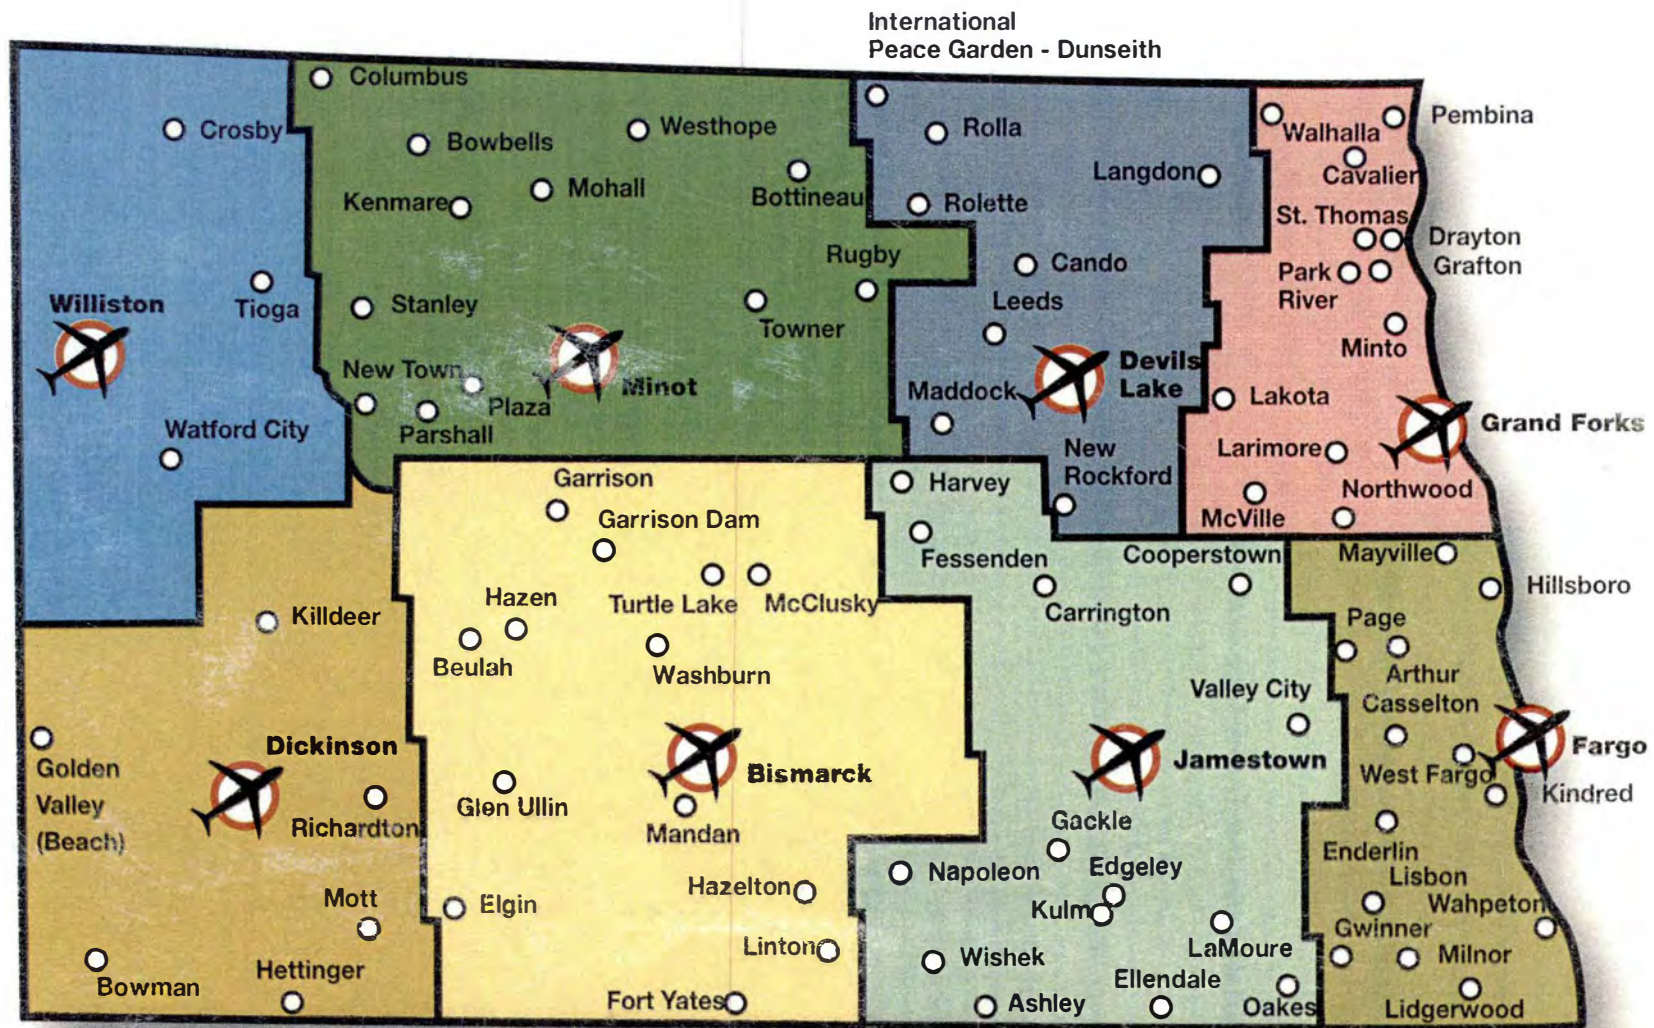 International
Peace Garden - Dunseith
Columbus
Crosby
Bowbells
Westhope
Rolla
Walhalla
Pembina
Kenmare
Mohall
Bottineau
Langdon
Cavalier
Rolette
St. Thomas
Drayton
Rugby
Cando
Park
River
Grafton
Williston
Tioga
Stanley
Towner
Leeds
Minto
New Town
Plaza
Minot
Parshall
Maddock
Devils
Lake
Lakota
Grand Forks
Watford City
New
Rockford
Larimore
Northwood
McVille
Garrison
Harvey
Garrison Dam
Fessenden
Cooperstown
Mayville
Hillsboro
Killdeer
Hazen
Turtle Lake
McClusky
Carrington
Page
Beulah
Washburn
Arthur
Valley City
Casselton
Golden
Valley
(Beach)
Dickinson
Bismarck
Jamestown
West Fargo
Fargo
Kindred
Richardton
Glen Ullin
Mandan
Gackle
Enderlin
Mott
Elgin
Hazelton
Napoleon
Edgeley
Kulm
Lisbon
Wahpeton
Gwinner
Linton
Wishek
LaMoure
Milnor
Bowman
Hettinger
Fort Yates
Ashley
Ellendale
Oakes
Lidgerwood